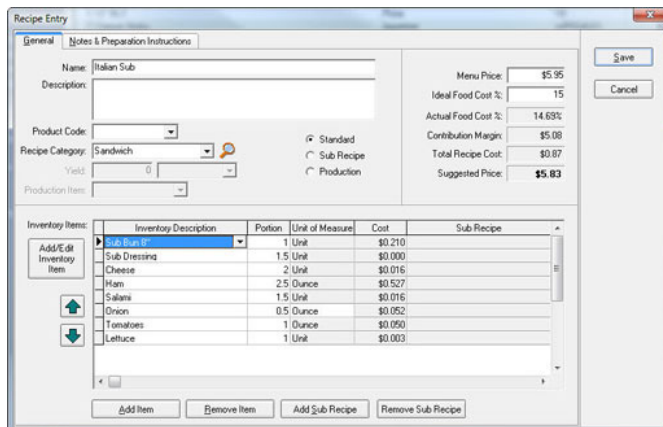 Recipe Entry
General Notes & Preparation Instructions
Name: Italian Sub
Description:
Product Code:
Recipe Category: Sandwich
Yield: 0
Production Item:
Standard
Sub Recipe
Production
Menu Price: $5.95
Ideal Food Cost %: 15
Actual Food Cost %: 14.69%
Contribution Margin: $5.08
Total Recipe Cost: $0.87
Suggested Price: $5.83
Save
Cancel
Inventory Items:
Add/Edit Inventory Item
Inventory Description Portion Unit of Measure Cost Sub Recipe
Sub Bun 8" 1 Unit $0.210
Sub Dressing 1.5 Unit $0.000
Cheese 2 Unit $0.016
Ham 2.5 Ounce $0.527
Salami 1.5 Unit $0.016
Onion 0.5 Ounce $0.052
Tomatoes 1 Ounce $0.050
Lettuce 1 Unit $0.003
Add Item Remove Item Add Sub Recipe Remove Sub Recipe